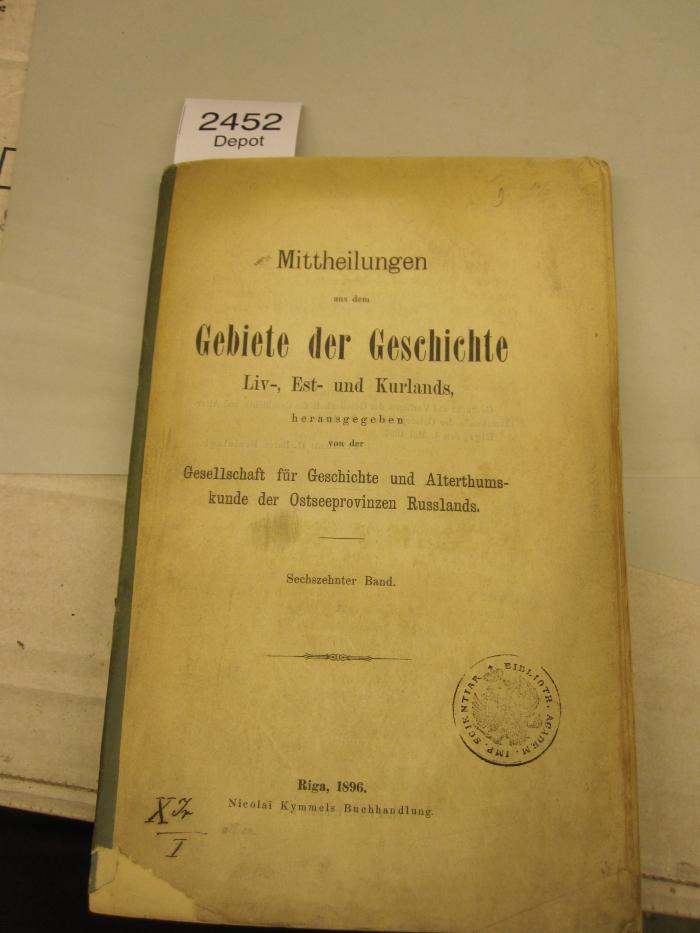 2452
Depot
Mittheilungen
aus dem
Gebiete der Geschichte
Liv-, Est- und Kurlands,
herausgegeben
von der
Gesellschaft für Geschichte und Alterthums-
kunde der Ostseeprovinzen Russlands.
Sechszehnter Band.
BIBLIOTH. ACADEM. IMP. SCIENTIAR.
Riga, 1896.
Nicolai Kymmels Buchhandlung.
X
I